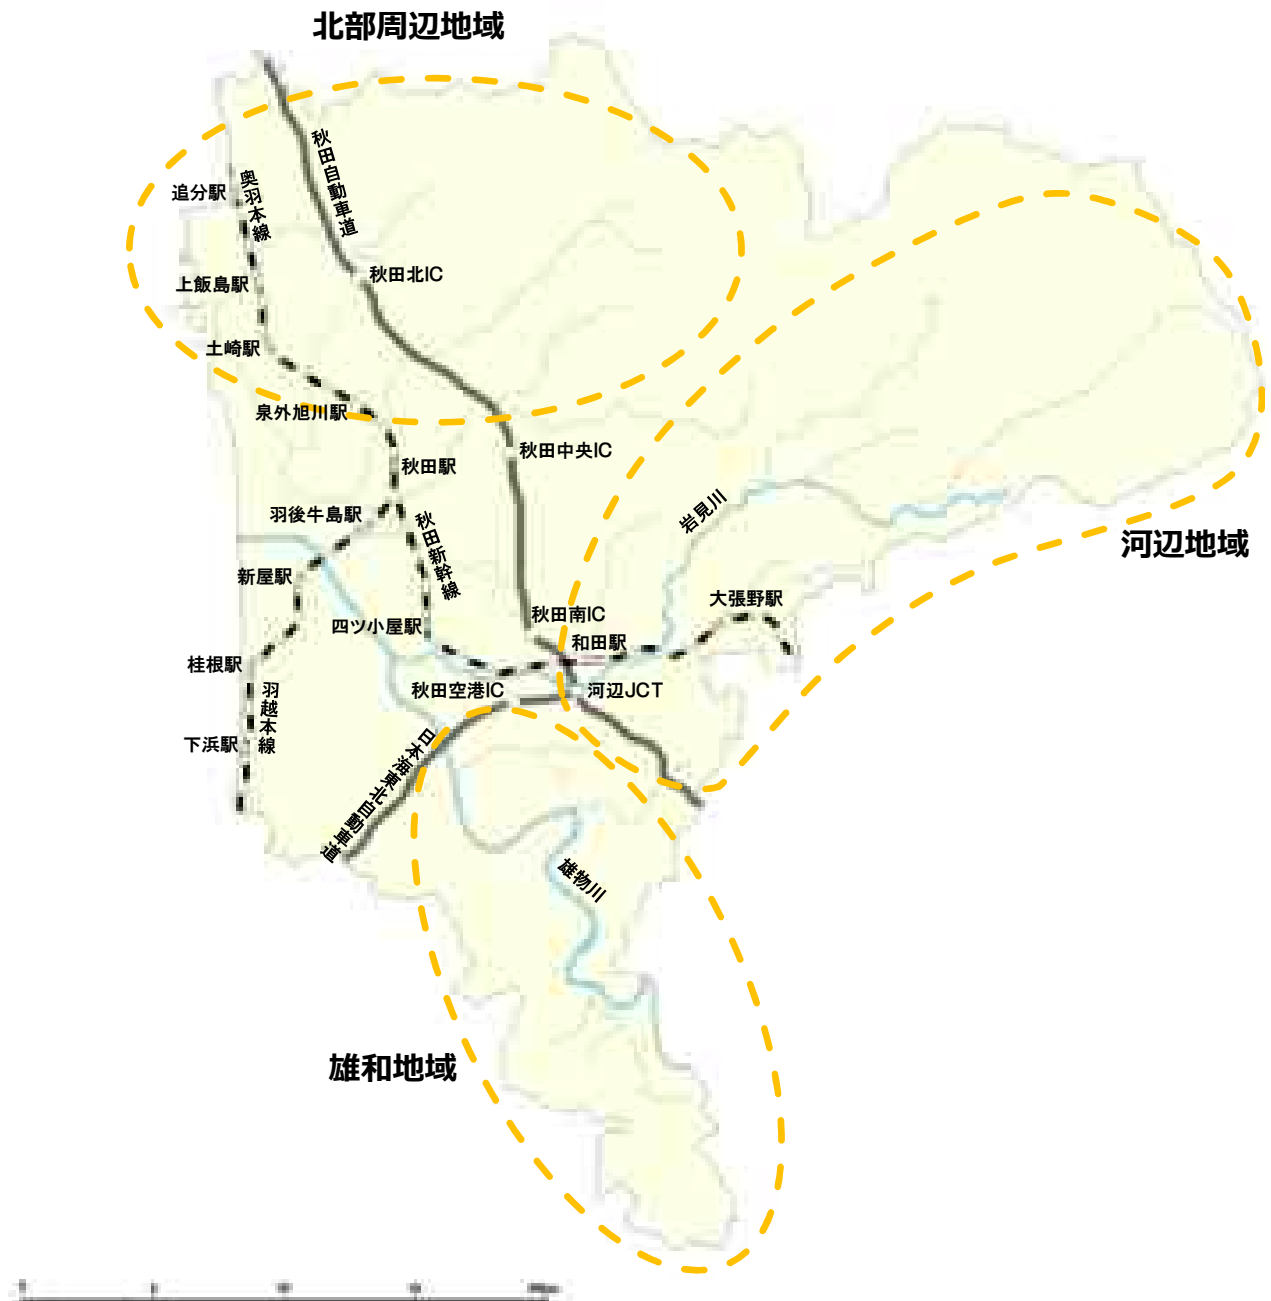 北部周辺地域
秋田自動車道
追分駅
奥羽本線
上飯島駅
秋田北IC
土崎駅
泉外旭川駅
秋田中央IC
秋田駅
羽後牛島駅
秋田新幹線
岩見川
河辺地域
新屋駅
大張野駅
四ツ小屋駅
秋田南IC
和田駅
桂根駅
秋田空港IC
河辺JCT
羽越本線
下浜駅
日本海東北自動車道
雄物川
雄和地域